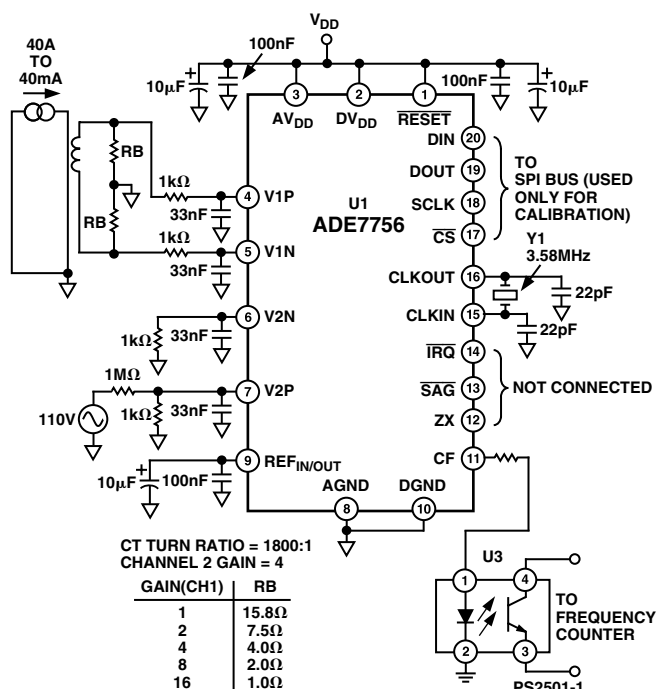 40A
TO
40mA
V_DD
100nF
10μF
100nF
10μF
3
2
1
AV_DD
DV_DD
RESET
DIN
20
DOUT
19
SCLK
18
CS
17
TO
SPI BUS (USED
ONLY FOR
CALIBRATION)
U1
ADE7756
RB
RB
1kΩ
33nF
4
V1P
1kΩ
33nF
5
V1N
Y1
3.58MHz
CLKOUT
16
22pF
CLKIN
15
22pF
6
V2N
33nF
1kΩ
IRQ
14
1MΩ
7
V2P
SAG
13
NOT CONNECTED
110V
1kΩ
33nF
ZX
12
CF
11
9
REF_IN/OUT
10μF
100nF
AGND
DGND
8
10
CT TURN RATIO = 1800:1
CHANNEL 2 GAIN = 4
GAIN(CH1) RB
1 15.8Ω
2 7.5Ω
4 4.0Ω
8 2.0Ω
16 1.0Ω
U3
1
4
2
3
TO
FREQUENCY
COUNTER
PS2501-1